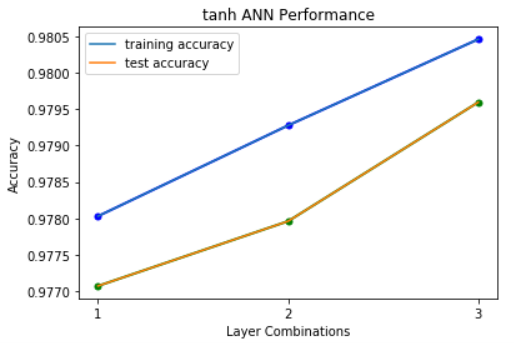 tanh ANN Performance
training accuracy
test accuracy
0.9805
0.9800
0.9795
0.9790
0.9785
0.9780
0.9775
0.9770
Accuracy
1 2 3
Layer Combinations